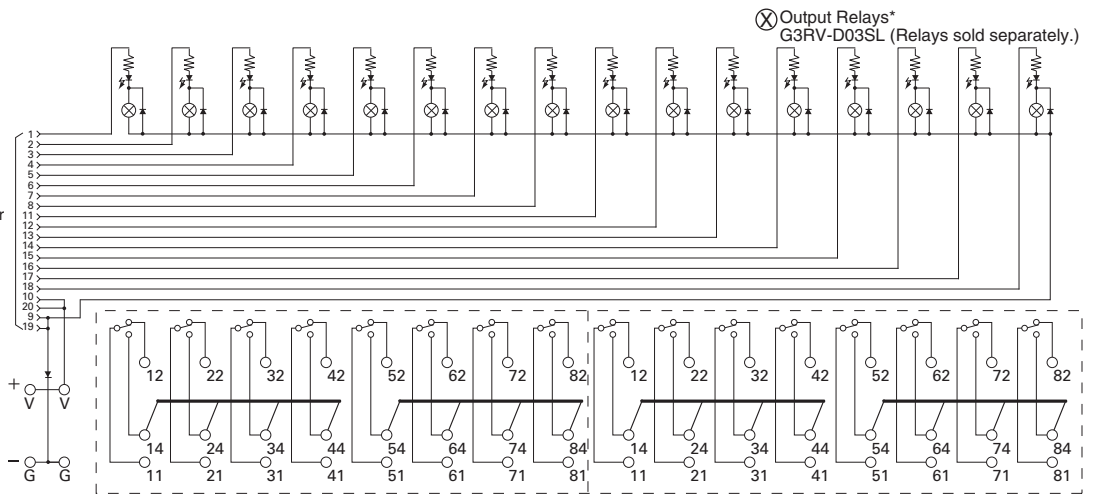 Output Relays*
G3RV-D03SL (Relays sold separately.)
1
2
3
4
5
6
7
8
r 11
12
13
14
15
16
17
18
10
20
9
19
12 22 32 42 52 62 72 82 12 22 32 42 52 62 72 82
+
V V
14 24 34 44 54 64 74 84 14 24 34 44 54 64 74 84
−
G G
11 21 31 41 51 61 71 81 11 21 31 41 51 61 71 81